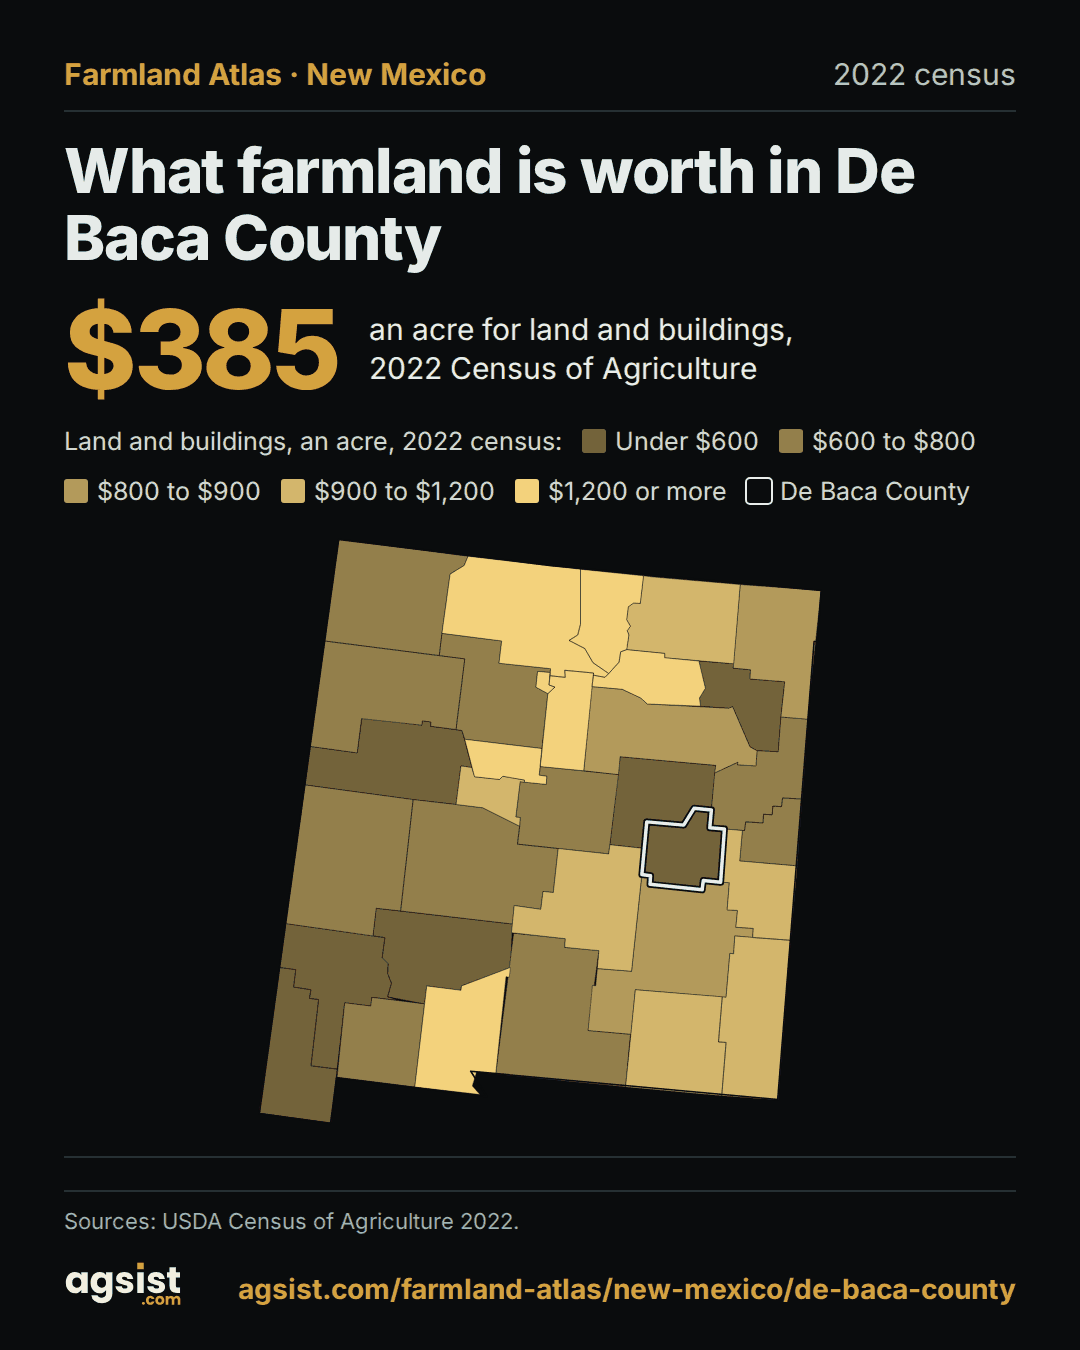 Farmland Atlas · New Mexico
2022 census
What farmland is worth in De
Baca County
$385
an acre for land and buildings,
2022 Census of Agriculture
Land and buildings, an acre, 2022 census: Under $600 $600 to $800
$800 to $900 $900 to $1,200 $1,200 or more De Baca County
Sources: USDA Census of Agriculture 2022.
agsist.com
agsist.com/farmland-atlas/new-mexico/de-baca-county